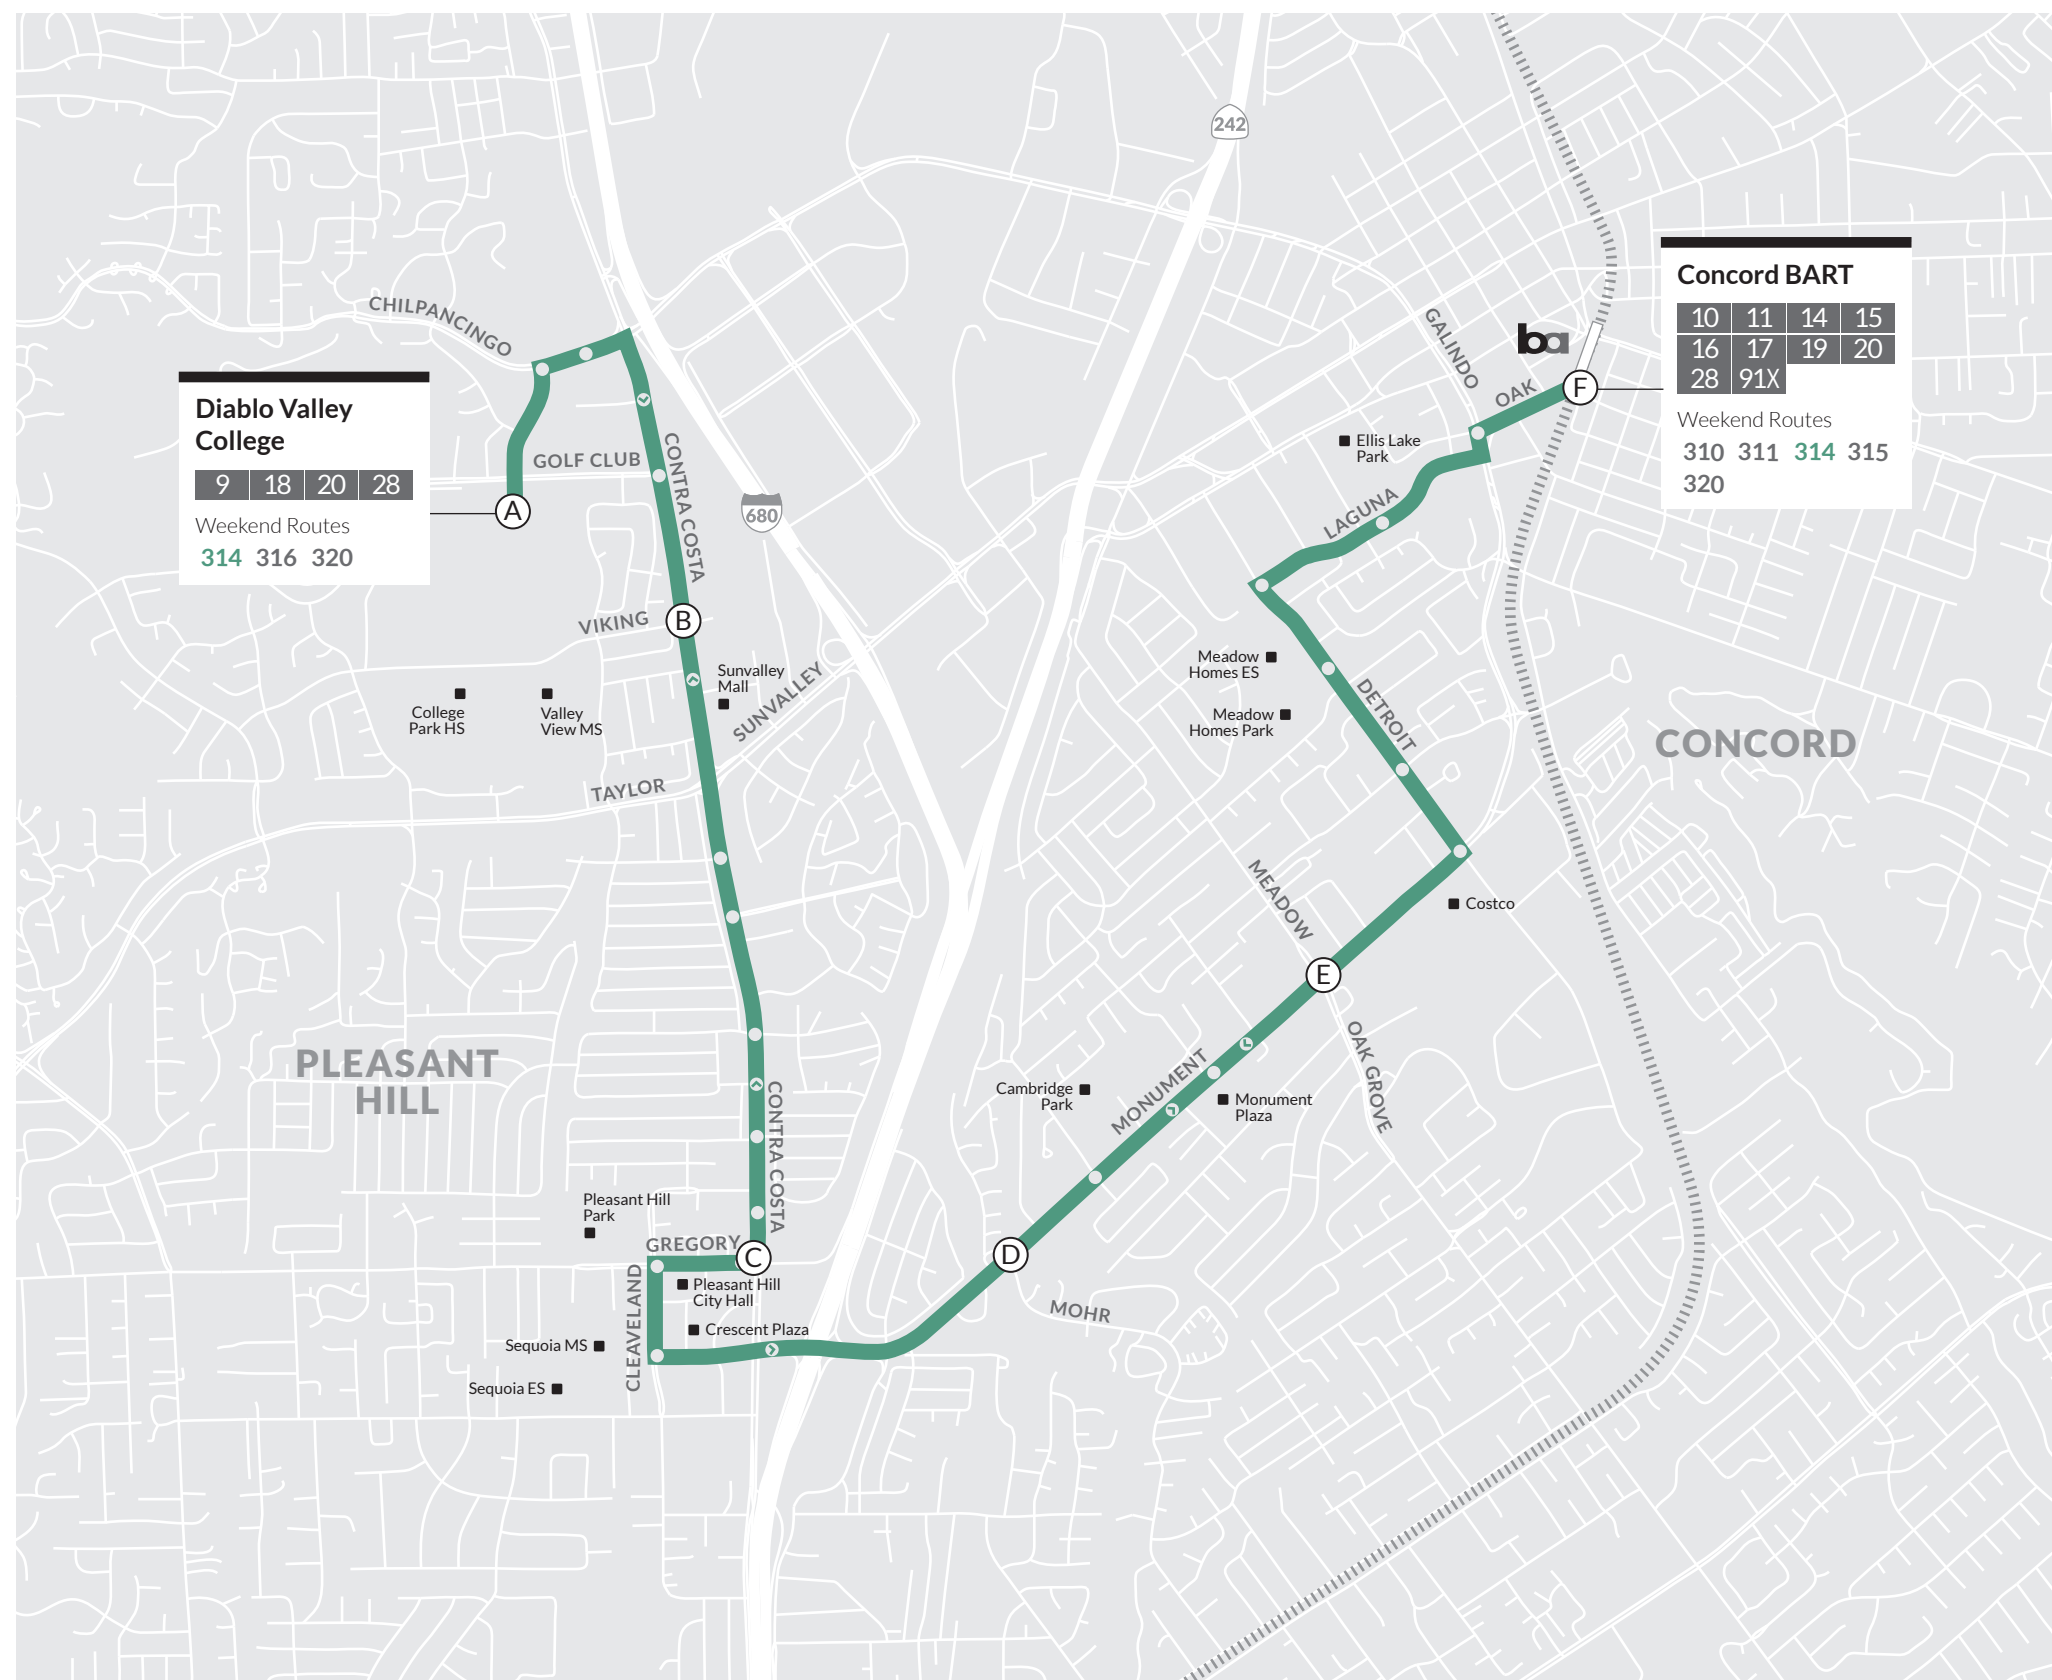 242
CHILPANCINGO
GALINDO
ba
OAK
F
Concord BART
10 11 14 15
16 17 19 20
28 91X
Weekend Routes
310 311 314 315
320
Diablo Valley
College
9 18 20 28
Weekend Routes
314 316 320
GOLF CLUB
A
CONTRA COSTA
680
Ellis Lake
Park
LAGUNA
VIKING
B
Sunvalley
Mall
SUNVALLEY
College
Park HS
Valley
View MS
TAYLOR
Meadow
Homes ES
Meadow
Homes Park
DETROIT
CONCORD
MEADOW
Costco
E
OAK GROVE
PLEASANT
HILL
CONTRA COSTA
Cambridge
Park
MONUMENT
Monument
Plaza
Pleasant Hill
Park
GREGORY
C
D
CLEAVELAND
Pleasant Hill
City Hall
MOHR
Crescent Plaza
Sequoia MS
Sequoia ES